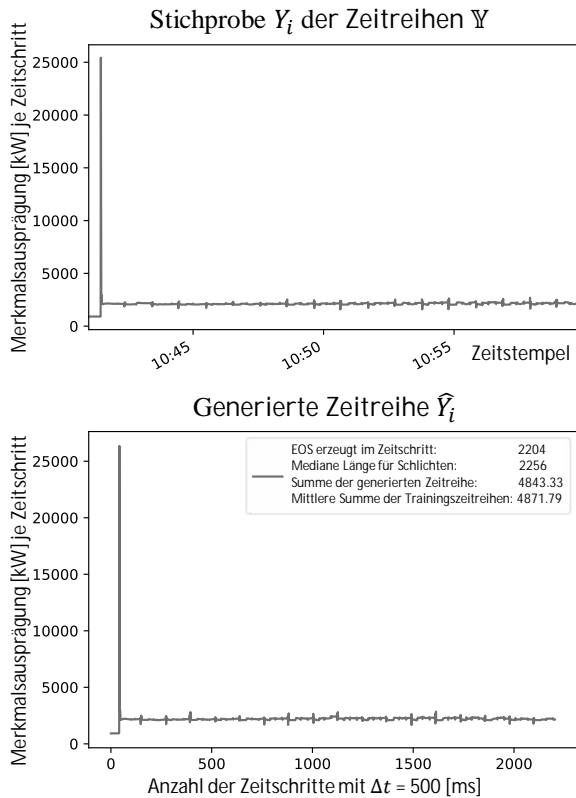 Stichprobe Y_i der Zeitreihen 𝕐
Merkmalsausprägung [kW] je Zeitschritt
25000
20000
15000
10000
5000
0
10:45
10:50
10:55
Zeitstempel
Generierte Zeitreihe Ŷ_i
Merkmalsausprägung [kW] je Zeitschritt
25000
20000
15000
10000
5000
0
EOS erzeugt im Zeitschritt: 2204
Mediane Länge für Schlichten: 2256
Summe der generierten Zeitreihe: 4843.33
Mittlere Summe der Trainingszeitreihen: 4871.79
0
500
1000
1500
2000
Anzahl der Zeitschritte mit Δt = 500 [ms]